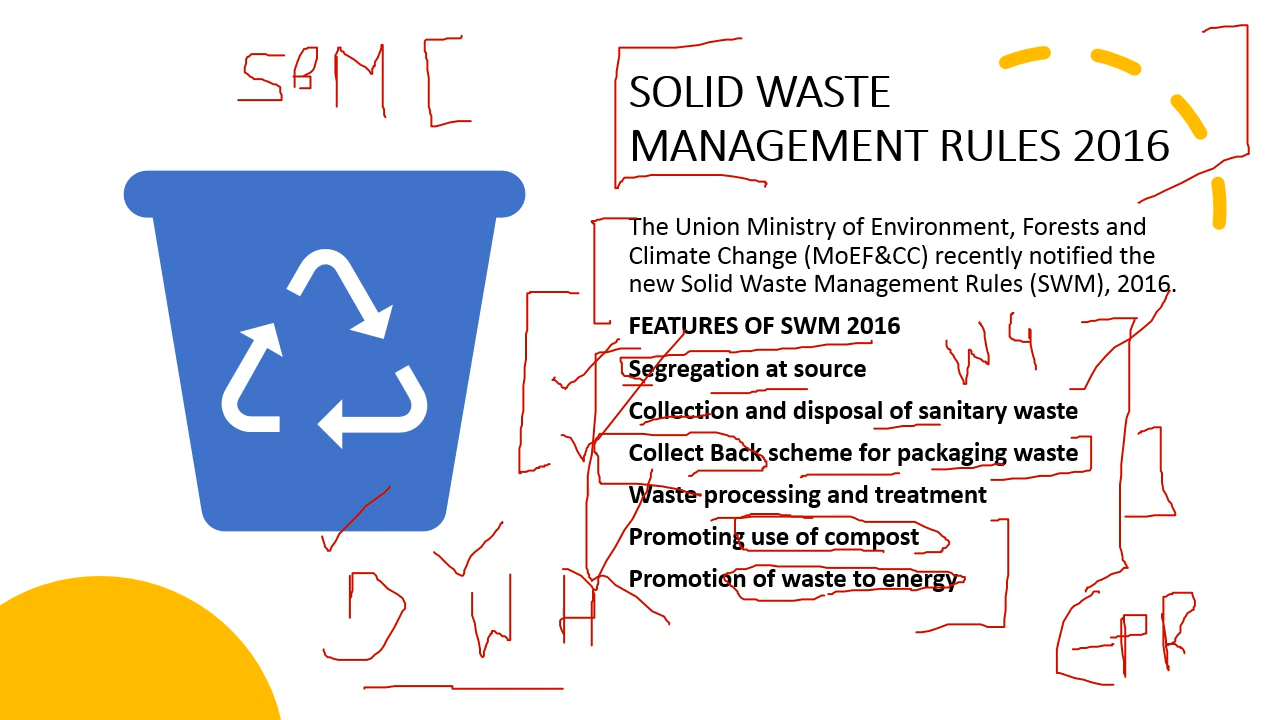 SBM
SOLID WASTE
MANAGEMENT RULES 2016
The Union Ministry of Environment, Forests and
Climate Change (MoEF&CC) recently notified the
new Solid Waste Management Rules (SWM), 2016.
FEATURES OF SWM 2016
Segregation at source
Collection and disposal of sanitary waste
Collect Back scheme for packaging waste
Waste processing and treatment
Promoting use of compost
Promotion of waste to energy
EPR